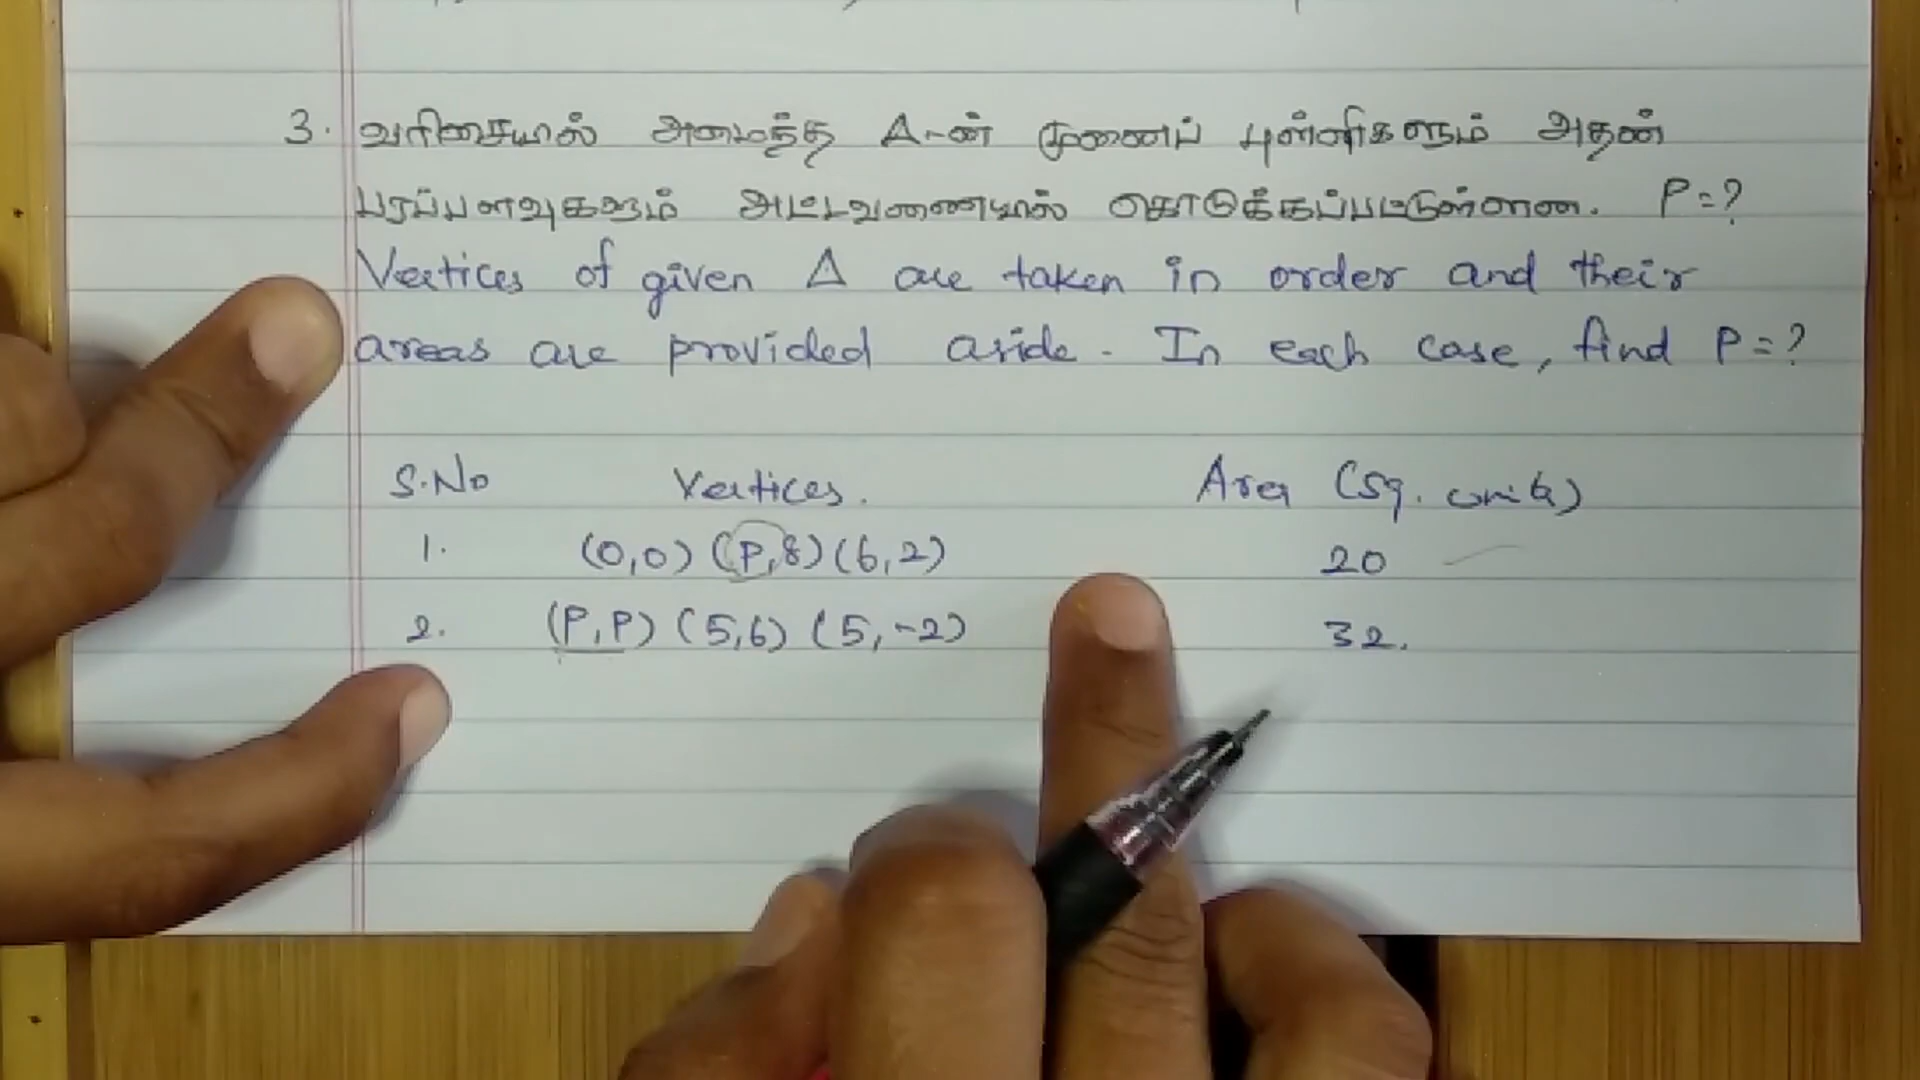 3. வரிசையில் அமைந்த Δ-ன் முனைப் புள்ளிகளும் அதன்
பரப்பளவுகளும் அட்டவணையில் கொடுக்கப்பட்டுள்ளன. P=?
Vertices of given Δ are taken in order and their
areas are provided aside. In each case, find P=?
S.No Vertices. Area (Sq. units)
1. (0,0) (P,8) (6,2) 20
2. (P,P) (5,6) (5,-2) 32.